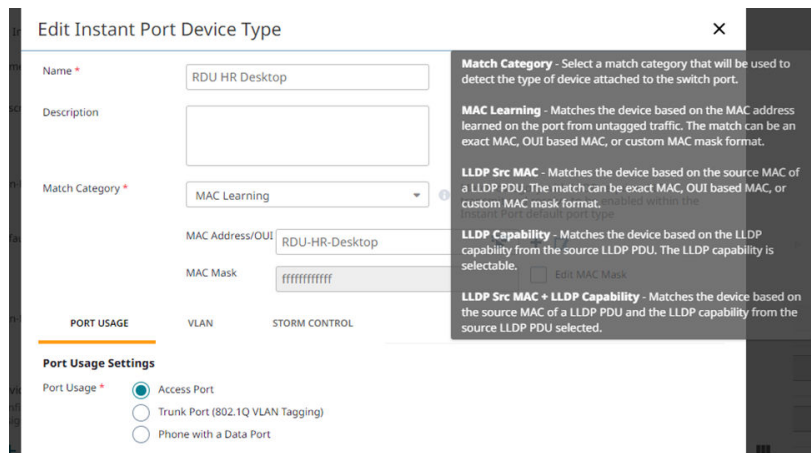 Edit Instant Port Device Type
Name *
RDU HR Desktop
Description
Match Category *
MAC Learning
MAC Address/OUI
RDU-HR-Desktop
MAC Mask
ffffffffffff
Edit MAC Mask
Match Category - Select a match category that will be used to
detect the type of device attached to the switch port.
MAC Learning - Matches the device based on the MAC address
learned on the port from untagged traffic. The match can be an
exact MAC, OUI based MAC, or custom MAC mask format.
LLDP Src MAC - Matches the device based on the source MAC of
a LLDP PDU. The match can be exact MAC, OUI based MAC, or
custom MAC mask format.
Instant Port default port type
LLDP Capability - Matches the device based on the LLDP
capability from the source LLDP PDU. The LLDP capability is
selectable.
LLDP Src MAC + LLDP Capability - Matches the device based on
the source MAC of a LLDP PDU and the LLDP capability from the
source LLDP PDU selected.
PORT USAGE
VLAN
STORM CONTROL
Port Usage Settings
Port Usage *
Access Port
Trunk Port (802.1Q VLAN Tagging)
Phone with a Data Port